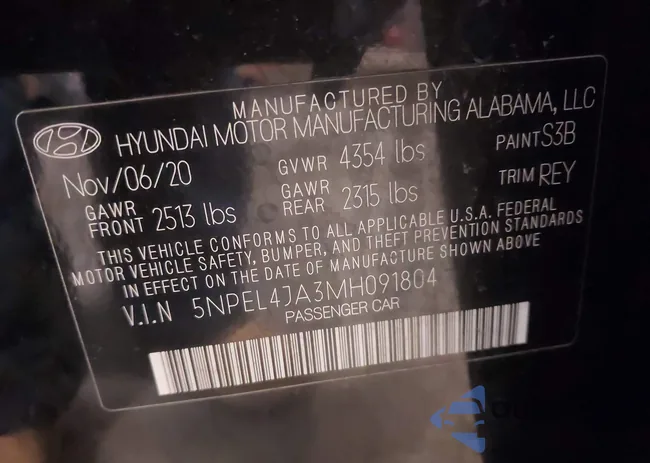 MANUFACTURED BY
HYUNDAI MOTOR MANUFACTURING ALABAMA, LLC
Nov/06/20 GVWR 4354 lbs PAINT S3B
GAWR FRONT 2513 lbs GAWR REAR 2315 lbs TRIM REY
THIS VEHICLE CONFORMS TO ALL APPLICABLE U.S.A. FEDERAL
MOTOR VEHICLE SAFETY, BUMPER, AND THEFT PREVENTION STANDARDS
IN EFFECT ON THE DATE OF MANUFACTURE SHOWN ABOVE
V.I.N 5NPEL4JA3MH091804
PASSENGER CAR